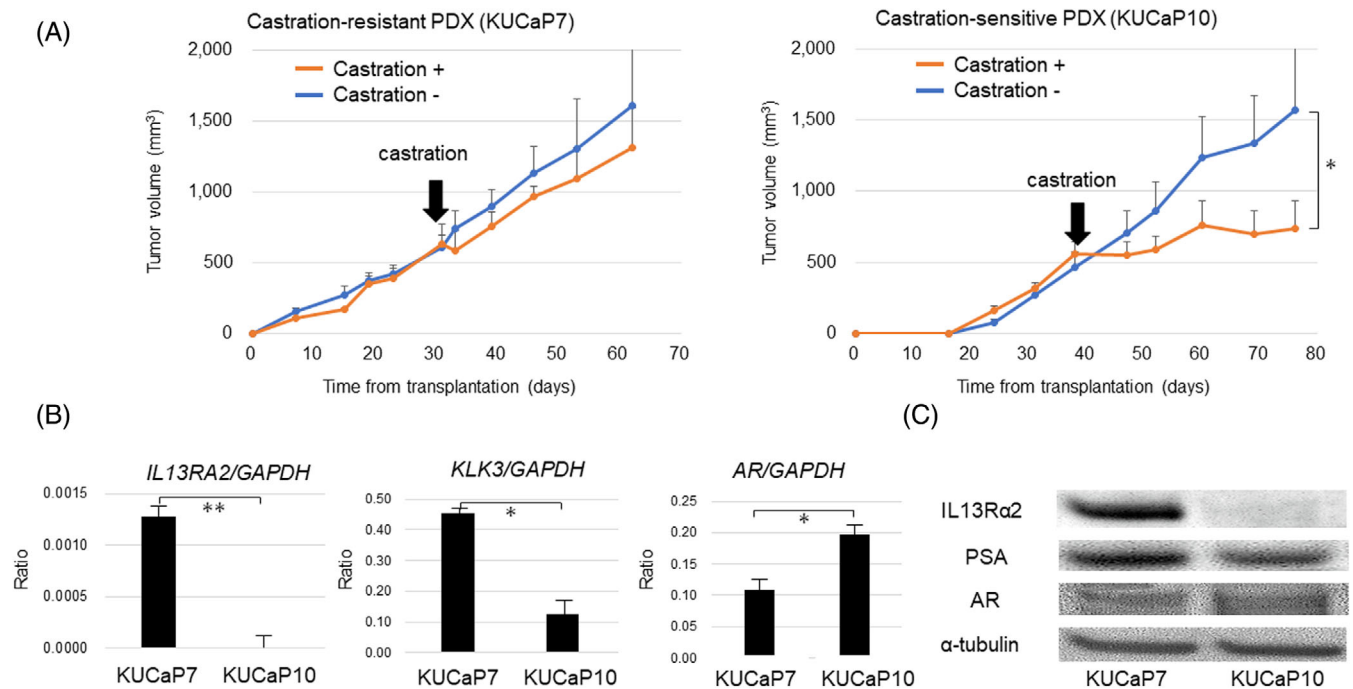 (A)
Castration-resistant PDX (KUCaP7)
2,000
1,500
1,000
500
0
Tumor volume (mm³)
Castration +
Castration -
castration
0 10 20 30 40 50 60 70
Time from transplantation (days)
Castration-sensitive PDX (KUCaP10)
2,000
1,500
1,000
500
0
Tumor volume (mm³)
Castration +
Castration -
castration
*
0 10 20 30 40 50 60 70 80
Time from transplantation (days)
(B)
IL13RA2/GAPDH
0.0015
0.0010
0.0005
0.0000
Ratio
**
KUCaP7 KUCaP10
KLK3/GAPDH
0.50
0.40
0.30
0.20
0.10
0.00
Ratio
*
KUCaP7 KUCaP10
AR/GAPDH
0.25
0.20
0.15
0.10
0.05
0.00
Ratio
*
KUCaP7 KUCaP10
(C)
IL13Rα2
PSA
AR
α-tubulin
KUCaP7 KUCaP10